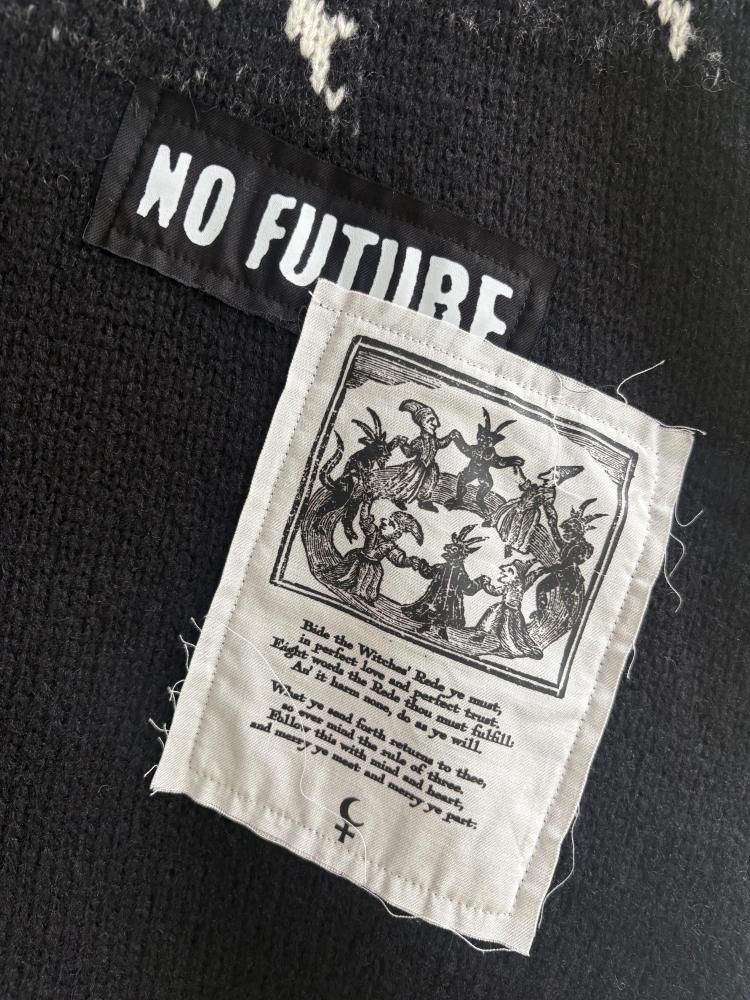 NO FUTURE
Bide the Witches' Rede ye must,
in perfect love and perfect trust.
Eight words the Rede thou must fulfill:
An' it harm none, do as ye will.
What ye send forth returns to thee,
so ever mind the rule of three.
Follow this with mind and heart,
and merry ye meet and merry ye part.